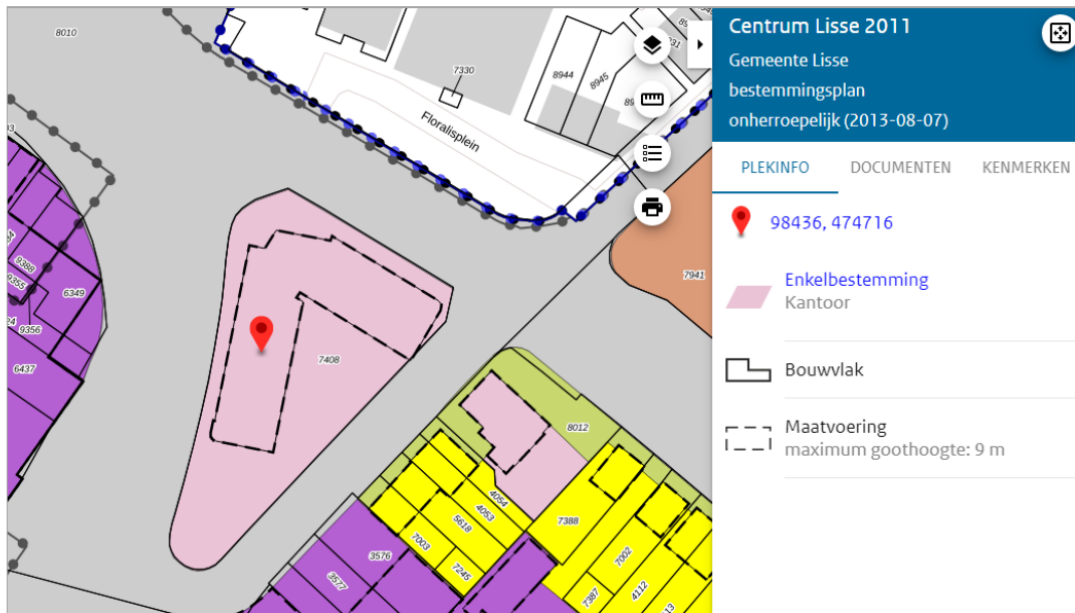 8010
7330
8944
8945
Floralisplein
7941
9388
9355
6349
9356
6437
7408
8012
4054
4053
5618
7388
7003
7245
7002
3576
3577
7387
4112
Centrum Lisse 2011
Gemeente Lisse
bestemmingsplan
onherroepelijk (2013-08-07)
PLEKINFO DOCUMENTEN KENMERKEN
98436, 474716
Enkelbestemming
Kantoor
Bouwvlak
Maatvoering
maximum goothoogte: 9 m